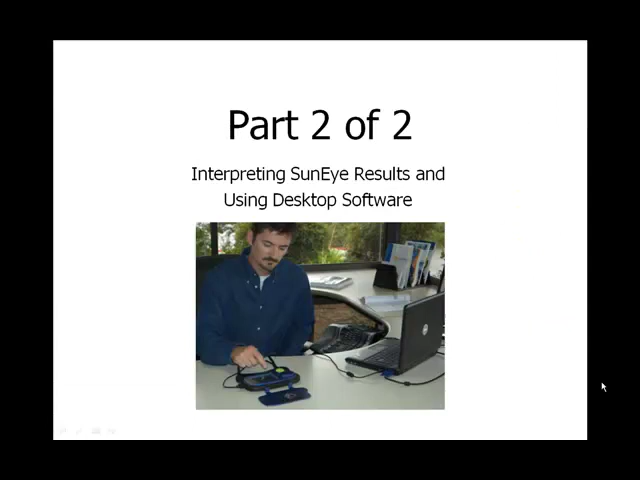 Part 2 of 2
Interpreting SunEye Results and
Using Desktop Software